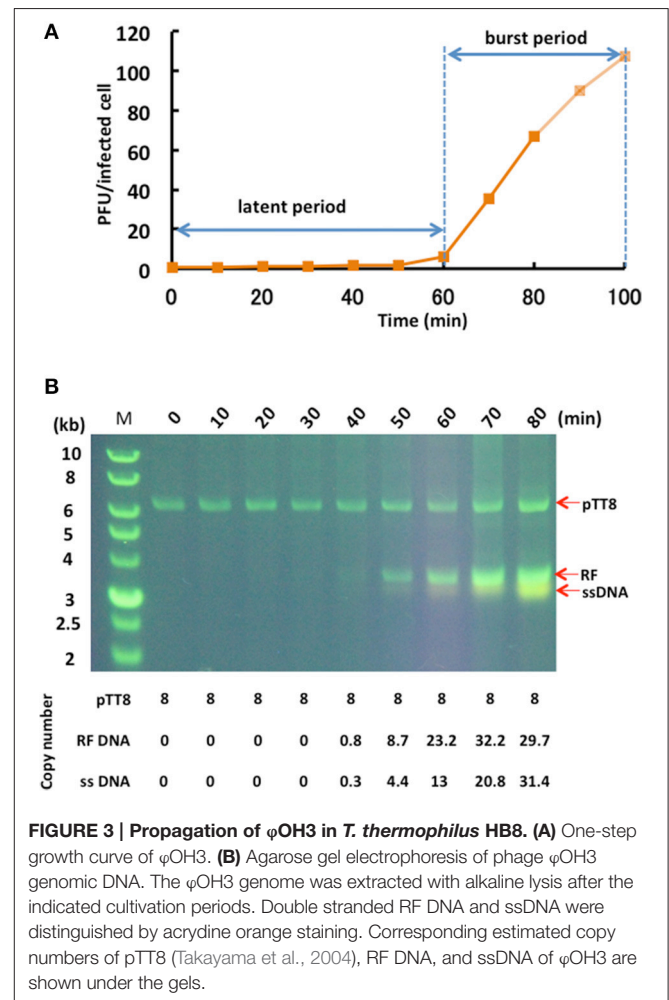 A
120
100
80
60
40
20
0
PFU/infected cell
burst period
latent period
0 20 40 60 80 100
Time (min)
B
(kb) M 0 10 20 30 40 50 60 70 80 (min)
10
8
6
5
4
3
2.5
2
pTT8
RF
ssDNA
Copy number
pTT8 8 8 8 8 8 8 8 8 8
RF DNA 0 0 0 0 0.8 8.7 23.2 32.2 29.7
ss DNA 0 0 0 0 0.3 4.4 13 20.8 31.4
FIGURE 3 | Propagation of φOH3 in T. thermophilus HB8. (A) One-step
growth curve of φOH3. (B) Agarose gel electrophoresis of phage φOH3
genomic DNA. The φOH3 genome was extracted with alkaline lysis after the
indicated cultivation periods. Double stranded RF DNA and ssDNA were
distinguished by acrydine orange staining. Corresponding estimated copy
numbers of pTT8 (Takayama et al., 2004), RF DNA, and ssDNA of φOH3 are
shown under the gels.